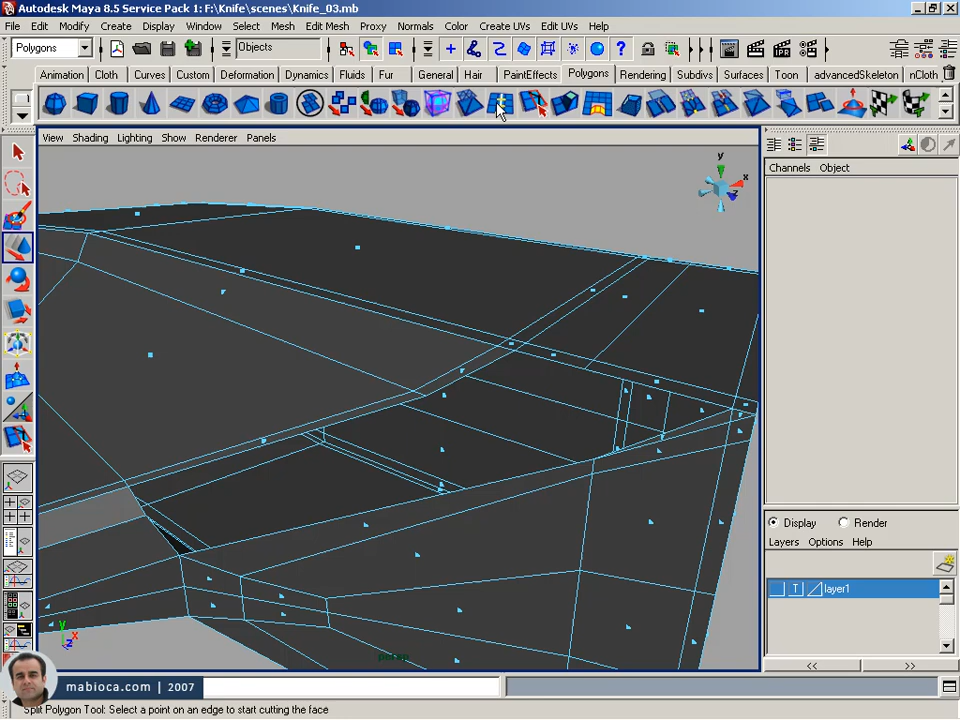 Autodesk Maya 8.5 Service Pack 1: F:\Knife\scenes\Knife_03.mb
File Edit Modify Create Display Window Select Mesh Edit Mesh Proxy Normals Color Create UVs Edit UVs Help
Polygons Objects
Animation Cloth Curves Custom Deformation Dynamics Fluids Fur General Hair PaintEffects Polygons Rendering Subdivs Surfaces Toon advancedSkeleton nCloth
View Shading Lighting Show Renderer Panels
Channels Object
y
x
z
Display Render
Layers Options Help
T layer1
y
x
z
persp
<< >>
mabioca.com | 2007
Split Polygon Tool: Select a point on an edge to start cutting the face